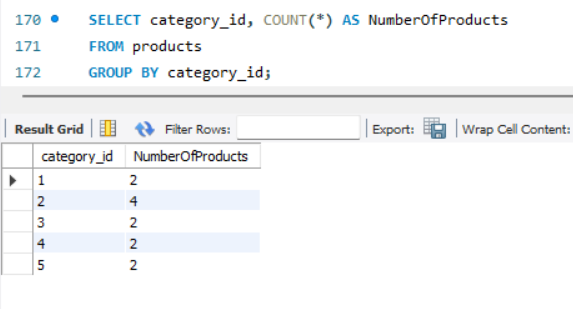 170 SELECT category_id, COUNT(*) AS NumberOfProducts
171 FROM products
172 GROUP BY category_id;
Result Grid Filter Rows: Export: Wrap Cell Content:
category_id NumberOfProducts
1 2
2 4
3 2
4 2
5 2